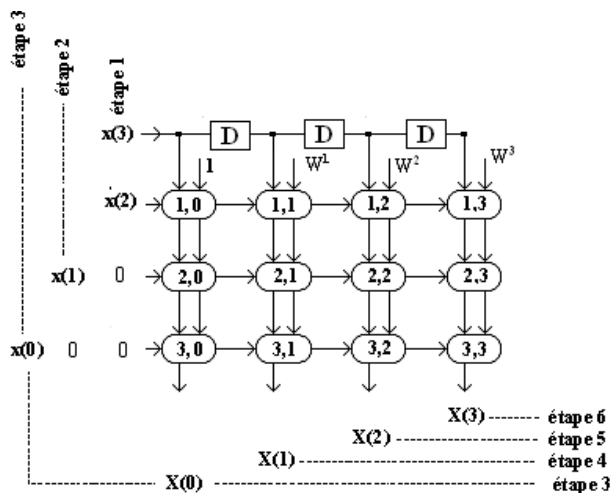 étape 3
étape 2
étape 1
x(3) D D D
1 W¹ W² W³
x(2) 1,0 1,1 1,2 1,3
x(1) 0 2,0 2,1 2,2 2,3
x(0) 0 0 3,0 3,1 3,2 3,3
X(3) étape 6
X(2) étape 5
X(1) étape 4
X(0) étape 3